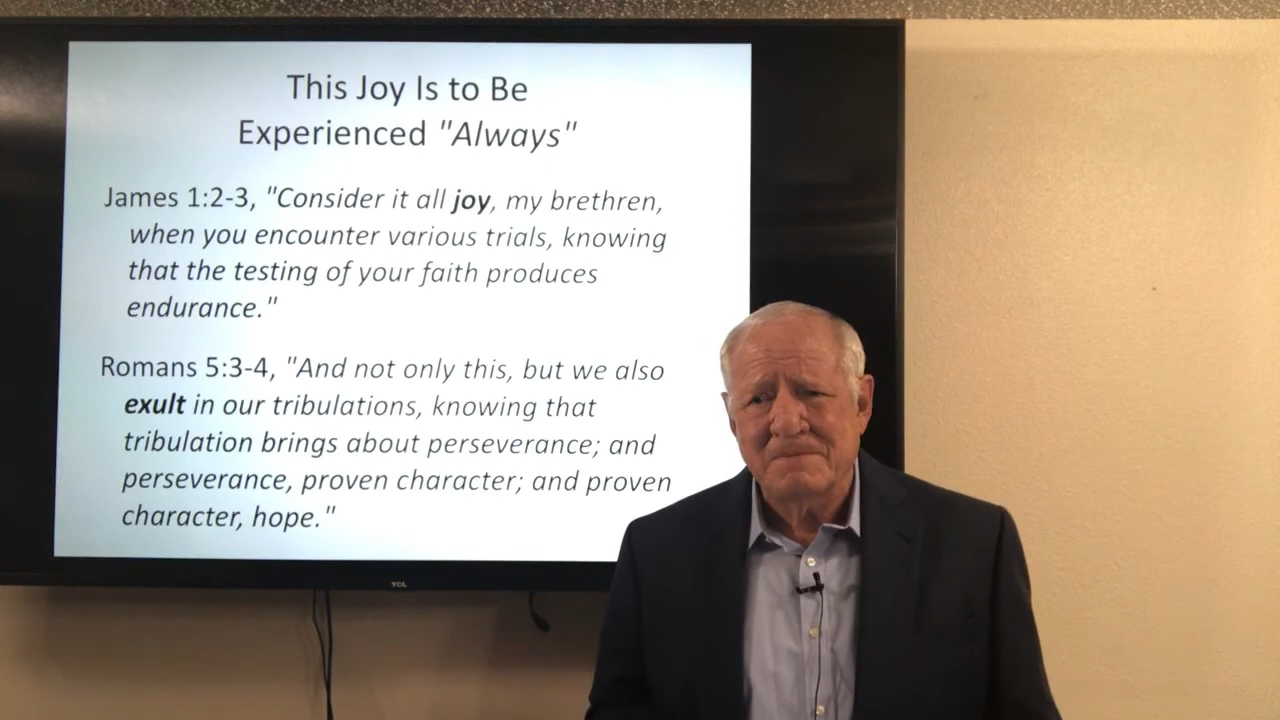 This Joy Is to Be
Experienced "Always"
James 1:2-3, "Consider it all joy, my brethren,
when you encounter various trials, knowing
that the testing of your faith produces
endurance."
Romans 5:3-4, "And not only this, but we also
exult in our tribulations, knowing that
tribulation brings about perseverance; and
perseverance, proven character; and proven
character, hope."
TCL